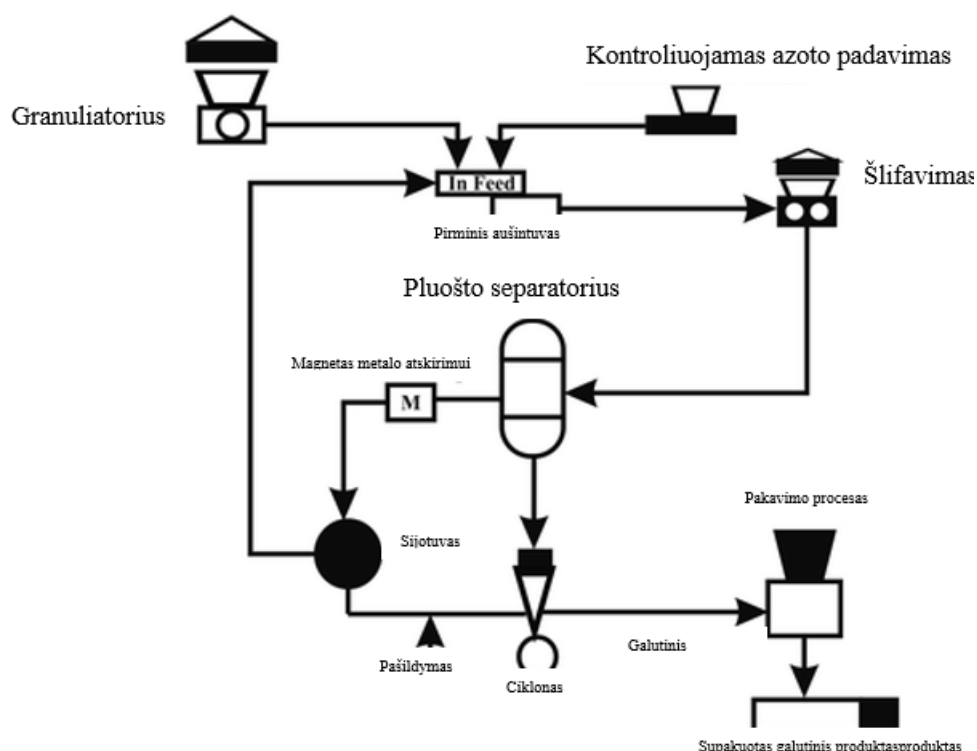 Kontroliuojamas azoto padavimas
Granuliatorius
Šlifavimas
In Feed
Pirminis aušintuvas
Pluošto separatorius
Magnetas metalo atskirimui
M
Pakavimo procesas
Sijotuvas
Galutinis
Pašildymas
Ciklonas
Supakuotas galutinis produktasproduktas